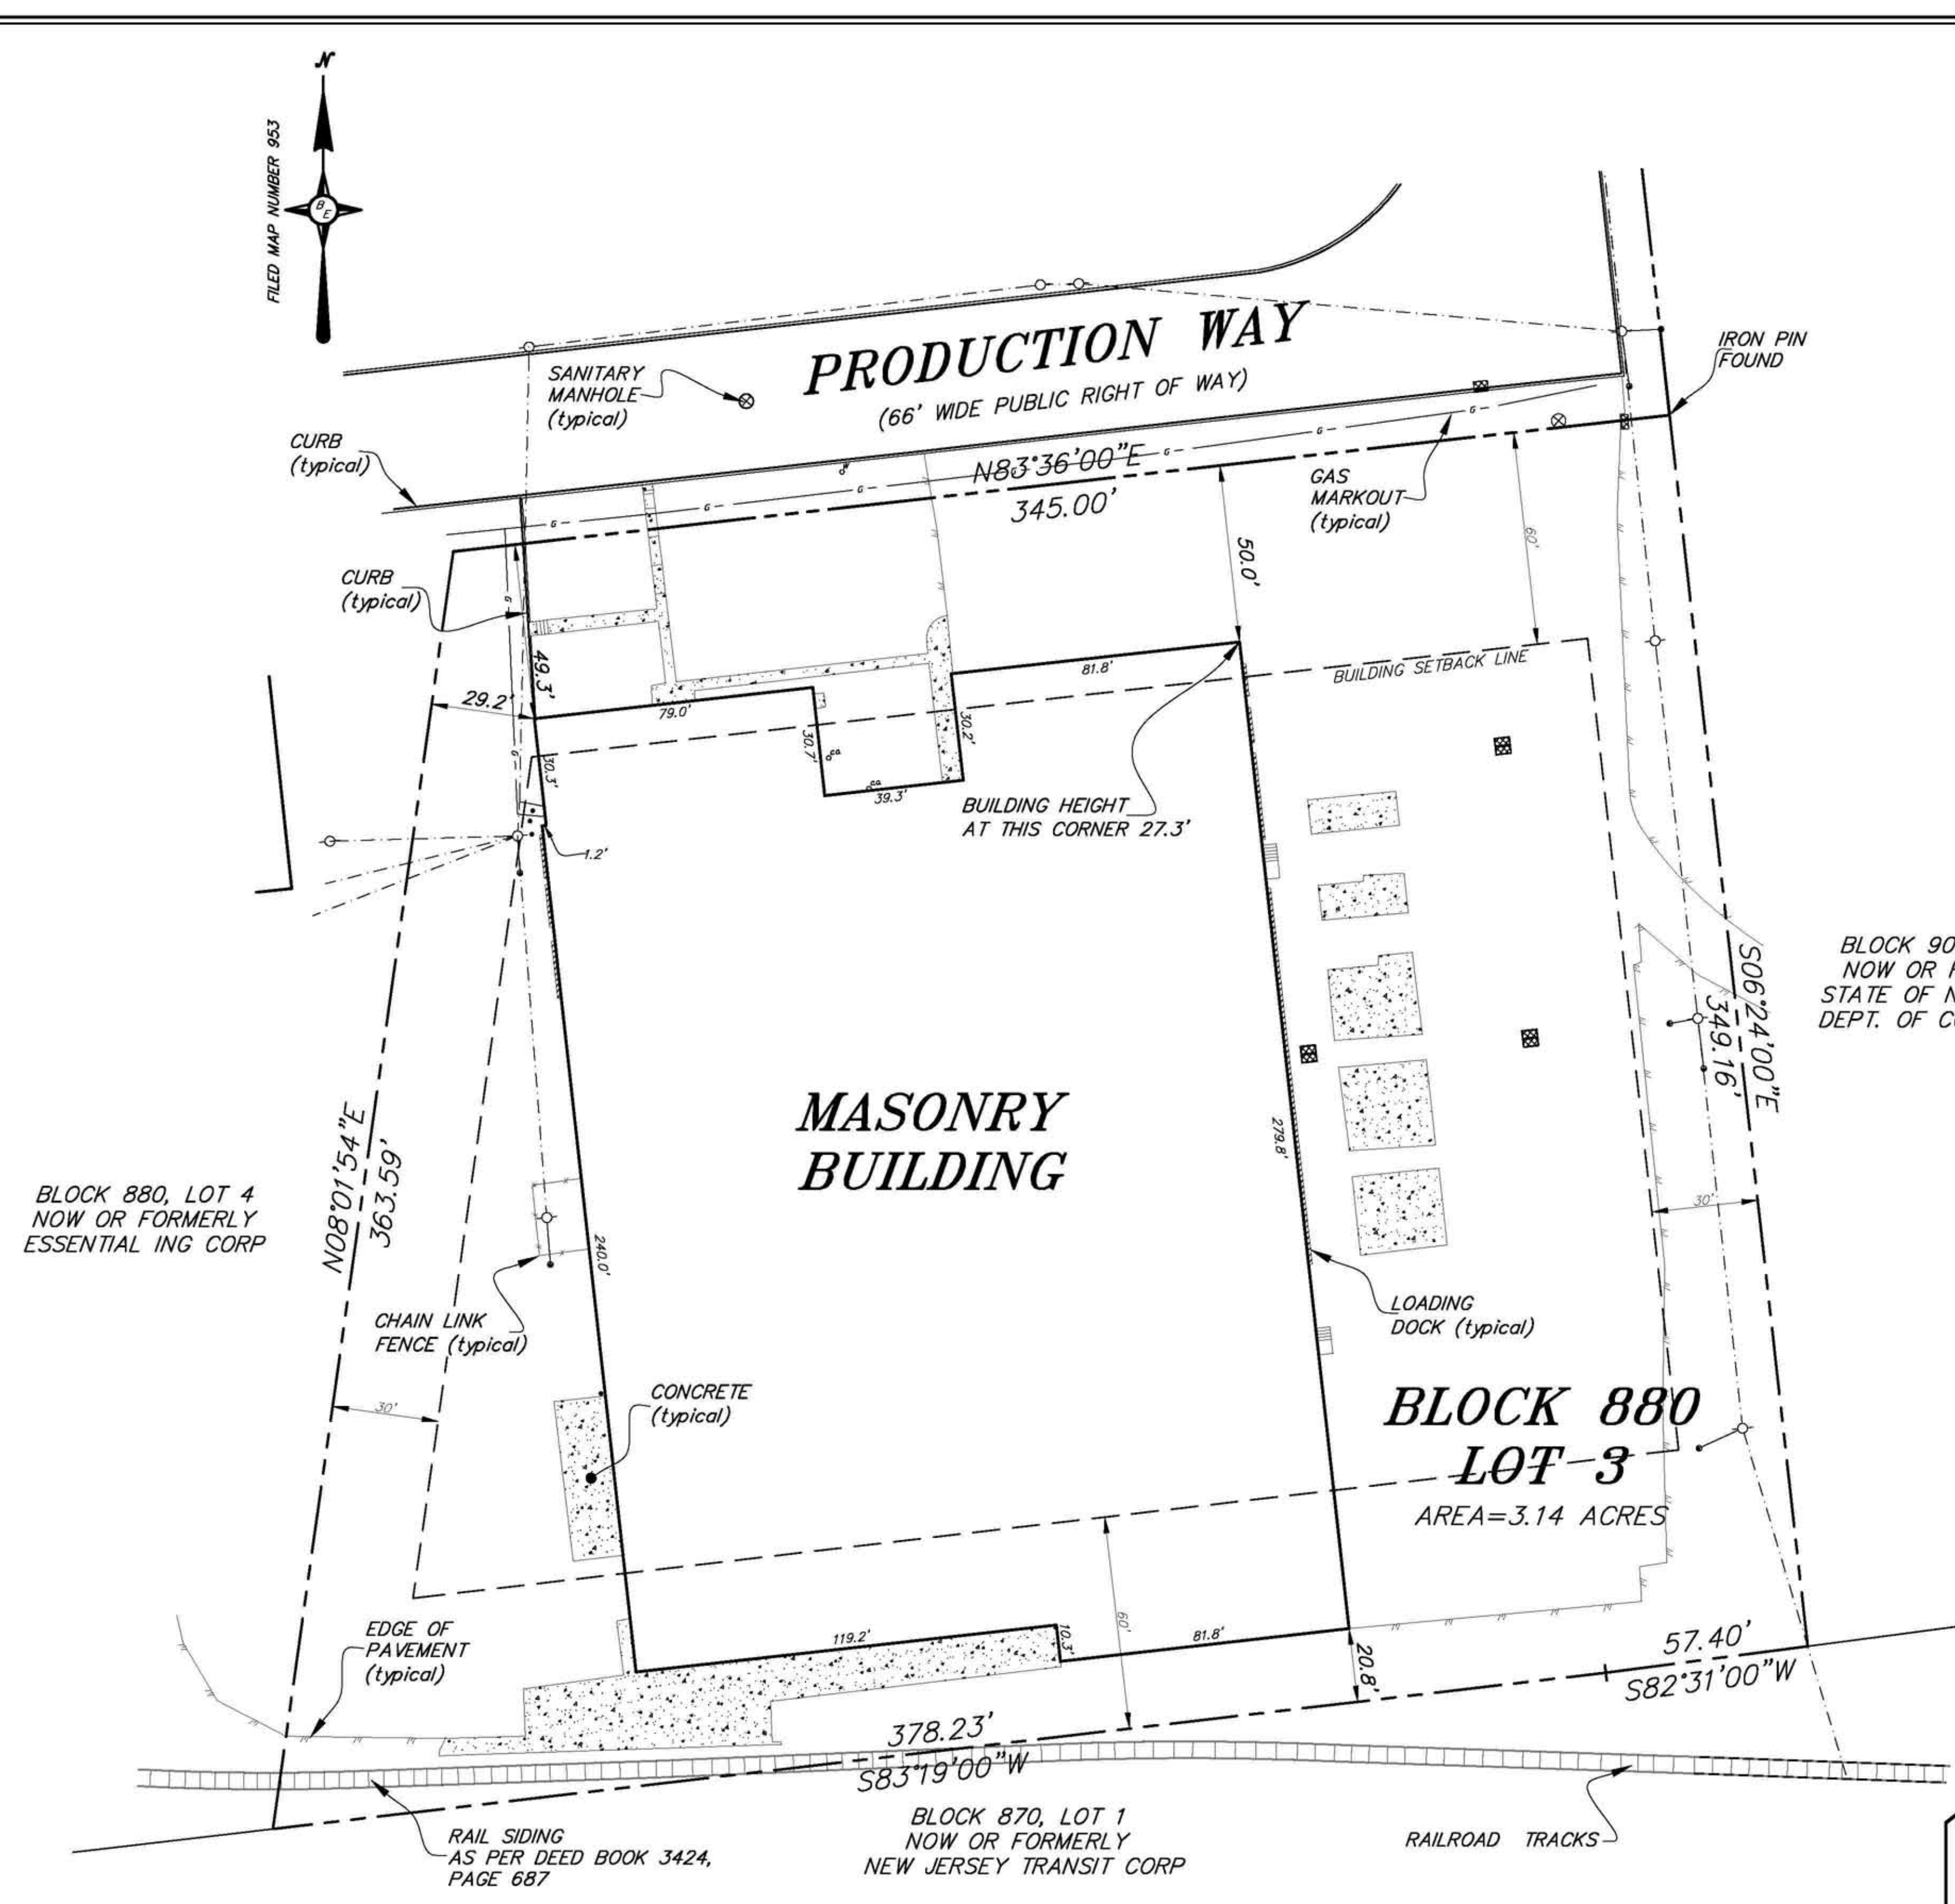 N
FILED MAP NUMBER 953
B
E
PRODUCTION WAY
(66' WIDE PUBLIC RIGHT OF WAY)
SANITARY
MANHOLE
(typical)
IRON PIN
FOUND
CURB
(typical)
N83°36'00"E
345.00'
GAS
MARKOUT
(typical)
G
G
G
G
G
G
G
50.0'
60'
CURB
(typical)
G
49.3'
29.2'
79.0'
81.8'
BUILDING SETBACK LINE
30.7'
30.2'
ca
ca
39.3'
G
30.3'
1.2'
BUILDING HEIGHT
AT THIS CORNER 27.3'
BLOCK 90
NOW OR
STATE OF N
DEPT. OF C
S06°24'00"E
349.16'
MASONRY
BUILDING
279.8'
N08°01'54"E
363.59'
BLOCK 880, LOT 4
NOW OR FORMERLY
ESSENTIAL ING CORP
240.0'
30'
CHAIN LINK
FENCE (typical)
LOADING
DOCK (typical)
30'
CONCRETE
(typical)
BLOCK 880
LOT 3
AREA=3.14 ACRES
EDGE OF
PAVEMENT
(typical)
119.2'
10.3'
60'
81.8'
20.8'
57.40'
S82°31'00"W
378.23'
S83°19'00"W
RAIL SIDING
AS PER DEED BOOK 3424,
PAGE 687
BLOCK 870, LOT 1
NOW OR FORMERLY
NEW JERSEY TRANSIT CORP
RAILROAD TRACKS